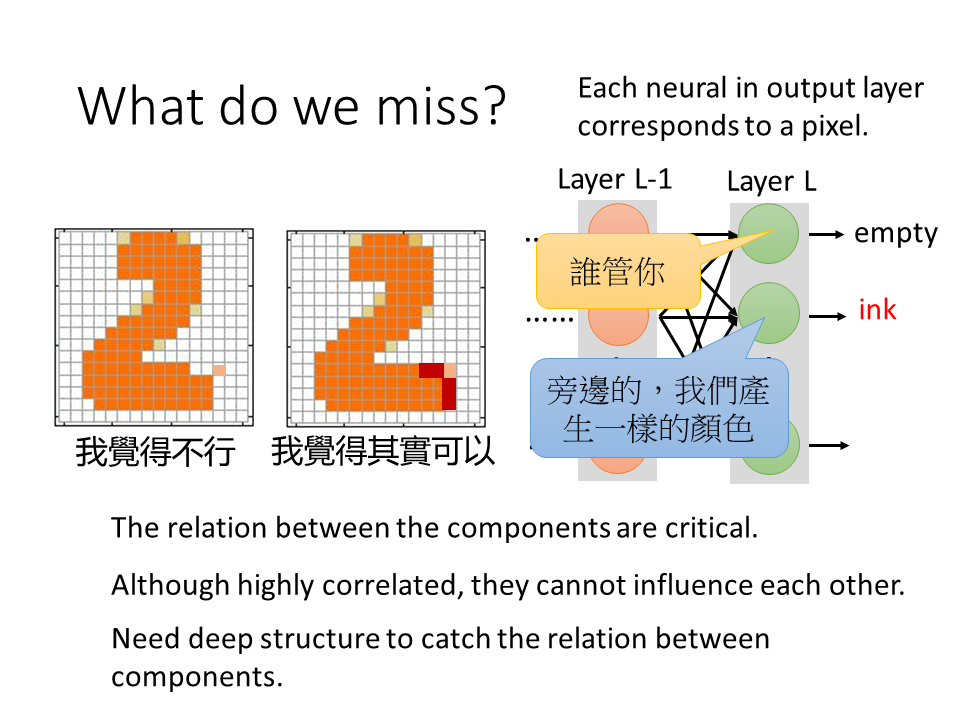 What do we miss?
Each neural in output layer
corresponds to a pixel.
Layer L-1
Layer L
……
empty
誰管你
……
ink
旁邊的，我們產
生一樣的顏色
我覺得不行
我覺得其實可以
The relation between the components are critical.
Although highly correlated, they cannot influence each other.
Need deep structure to catch the relation between
components.